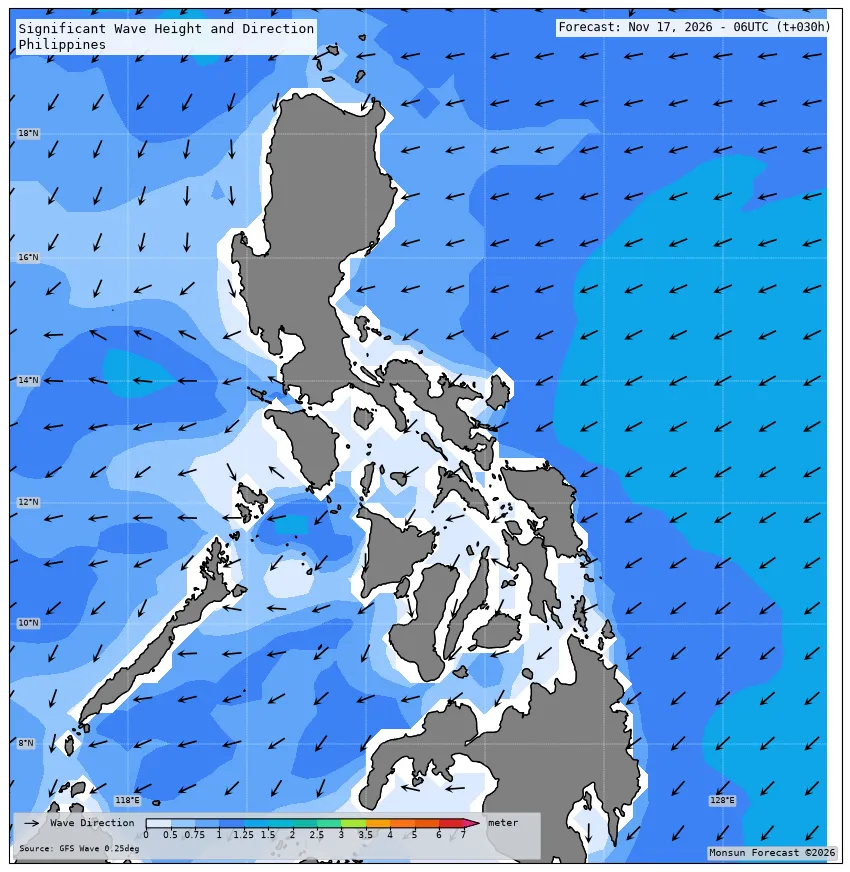 Significant Wave Height and Direction
Philippines
Forecast: Nov 17, 2026 - 06UTC (t+030h)
18°N
16°N
14°N
12°N
10°N
8°N
118°E
128°E
Wave Direction
0 0.5 0.75 1 1.25 1.5 2 2.5 3 3.5 4 5 6 7
meter
Source: GFS Wave 0.25deg
Monsun Forecast ©2026